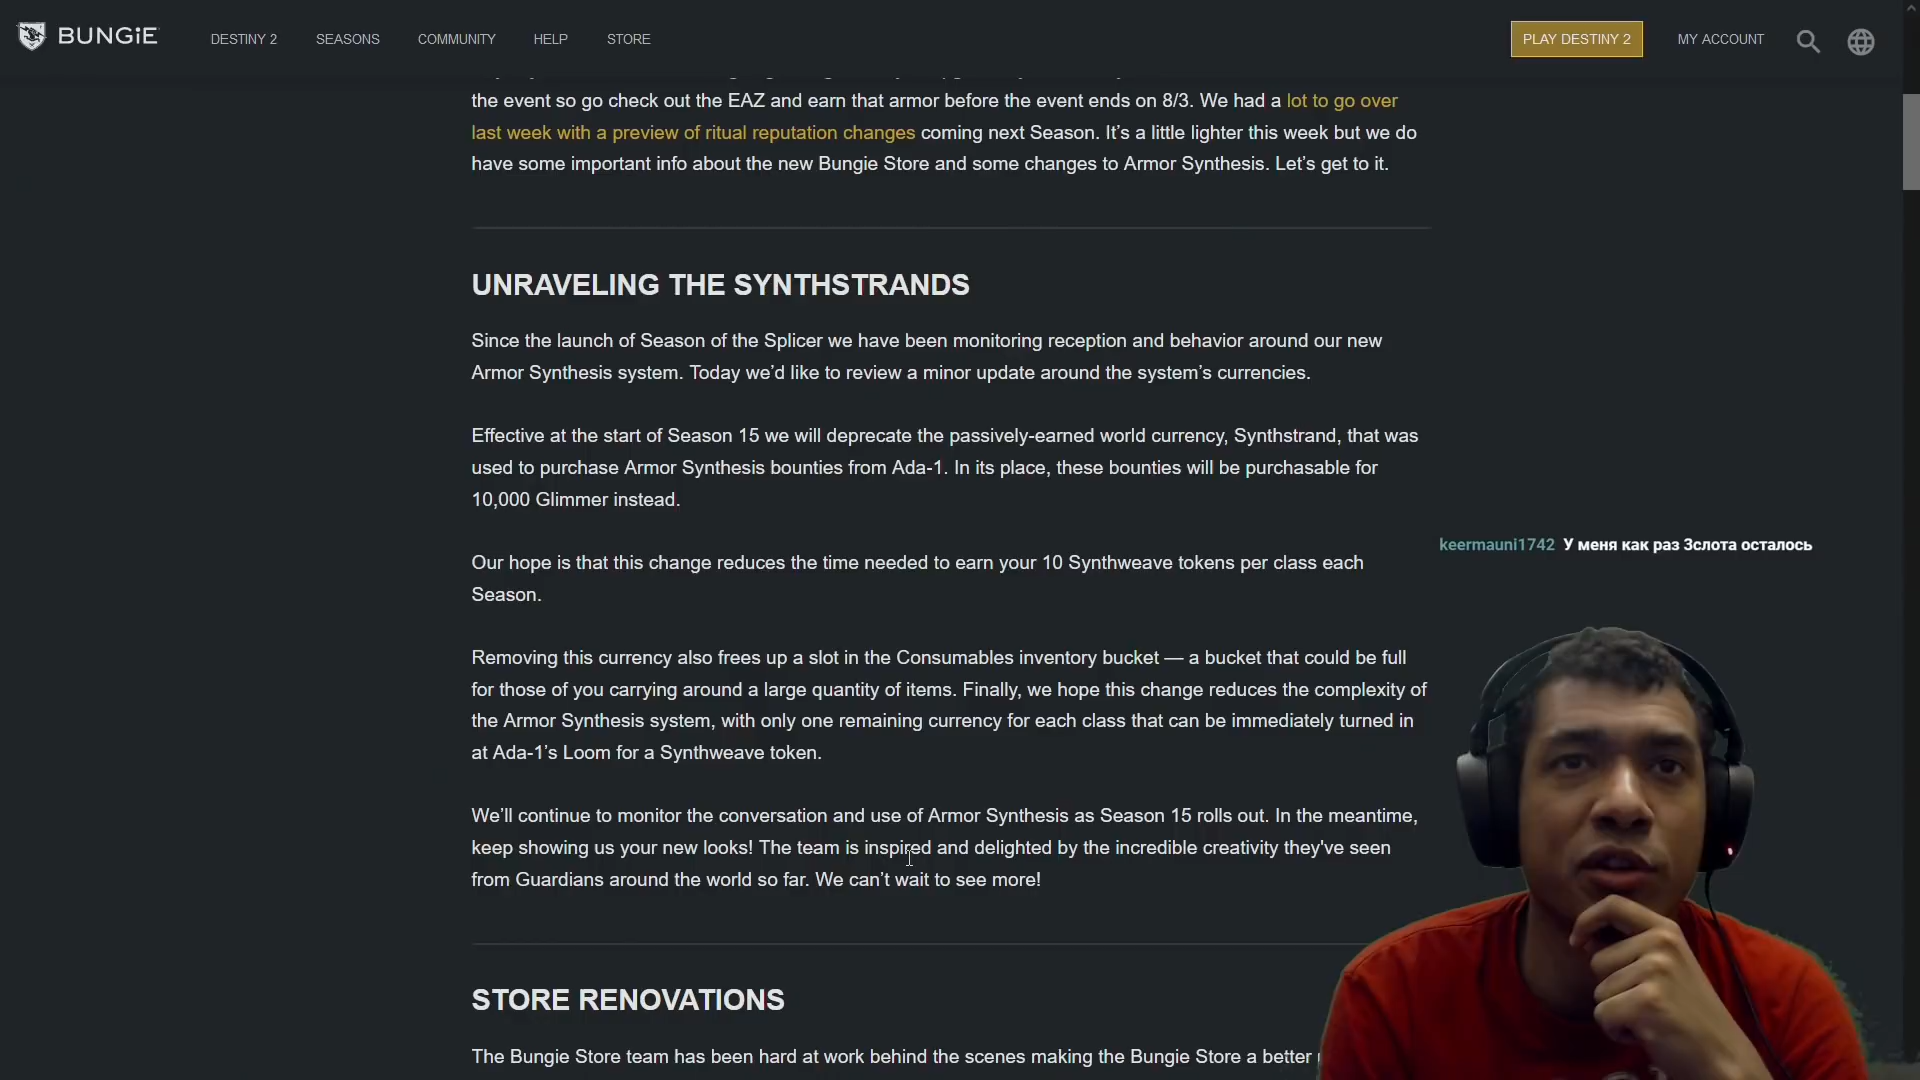 BUNGiE
DESTINY 2
SEASONS
COMMUNITY
HELP
STORE
PLAY DESTINY 2
MY ACCOUNT
the event so go check out the EAZ and earn that armor before the event ends on 8/3. We had a lot to go over
last week with a preview of ritual reputation changes coming next Season. It’s a little lighter this week but we do
have some important info about the new Bungie Store and some changes to Armor Synthesis. Let’s get to it.
UNRAVELING THE SYNTHSTRANDS
Since the launch of Season of the Splicer we have been monitoring reception and behavior around our new
Armor Synthesis system. Today we’d like to review a minor update around the system’s currencies.
Effective at the start of Season 15 we will deprecate the passively-earned world currency, Synthstrand, that was
used to purchase Armor Synthesis bounties from Ada-1. In its place, these bounties will be purchasable for
10,000 Glimmer instead.
Our hope is that this change reduces the time needed to earn your 10 Synthweave tokens per class each
Season.
keermauni1742 У меня как раз 3слота осталось
Removing this currency also frees up a slot in the Consumables inventory bucket — a bucket that could be full
for those of you carrying around a large quantity of items. Finally, we hope this change reduces the complexity of
the Armor Synthesis system, with only one remaining currency for each class that can be immediately turned in
at Ada-1’s Loom for a Synthweave token.
We’ll continue to monitor the conversation and use of Armor Synthesis as Season 15 rolls out. In the meantime,
keep showing us your new looks! The team is inspired and delighted by the incredible creativity they've seen
from Guardians around the world so far. We can’t wait to see more!
STORE RENOVATIONS
The Bungie Store team has been hard at work behind the scenes making the Bungie Store a better